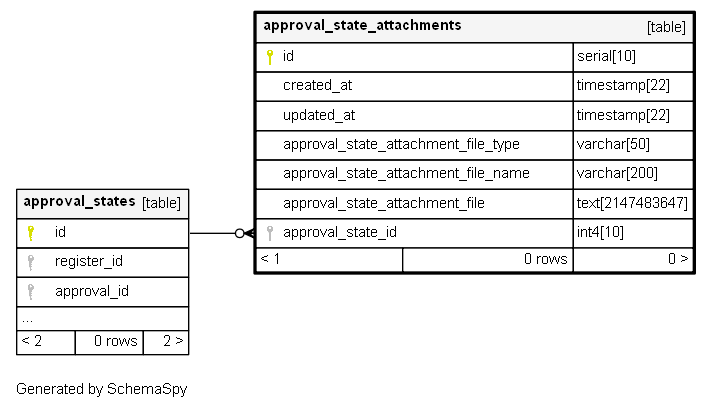 approval_state_attachments [table]
id serial[10]
created_at timestamp[22]
updated_at timestamp[22]
approval_state_attachment_file_type varchar[50]
approval_state_attachment_file_name varchar[200]
approval_state_attachment_file text[2147483647]
approval_state_id int4[10]
< 1 0 rows 0 >
approval_states [table]
id
register_id
approval_id
...
< 2 0 rows 2 >
Generated by SchemaSpy